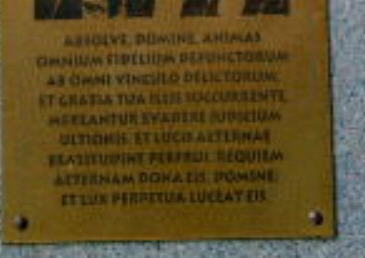 ABSOLVE, DOMINE, ANIMAS
OMNIUM FIDELIUM DEFUNCTORUM
AB OMNI VINCULO DELICTORUM,
ET GRATIA TUA ILLIS SUCCURRENTE,
MEREANTUR EVADERE IUDICIUM
ULTIONIS, ET LUCIS AETERNAE
BEATITUDINE PERFRUI. REQUIEM
AETERNAM DONA EIS, DOMINE,
ET LUX PERPETUA LUCEAT EIS